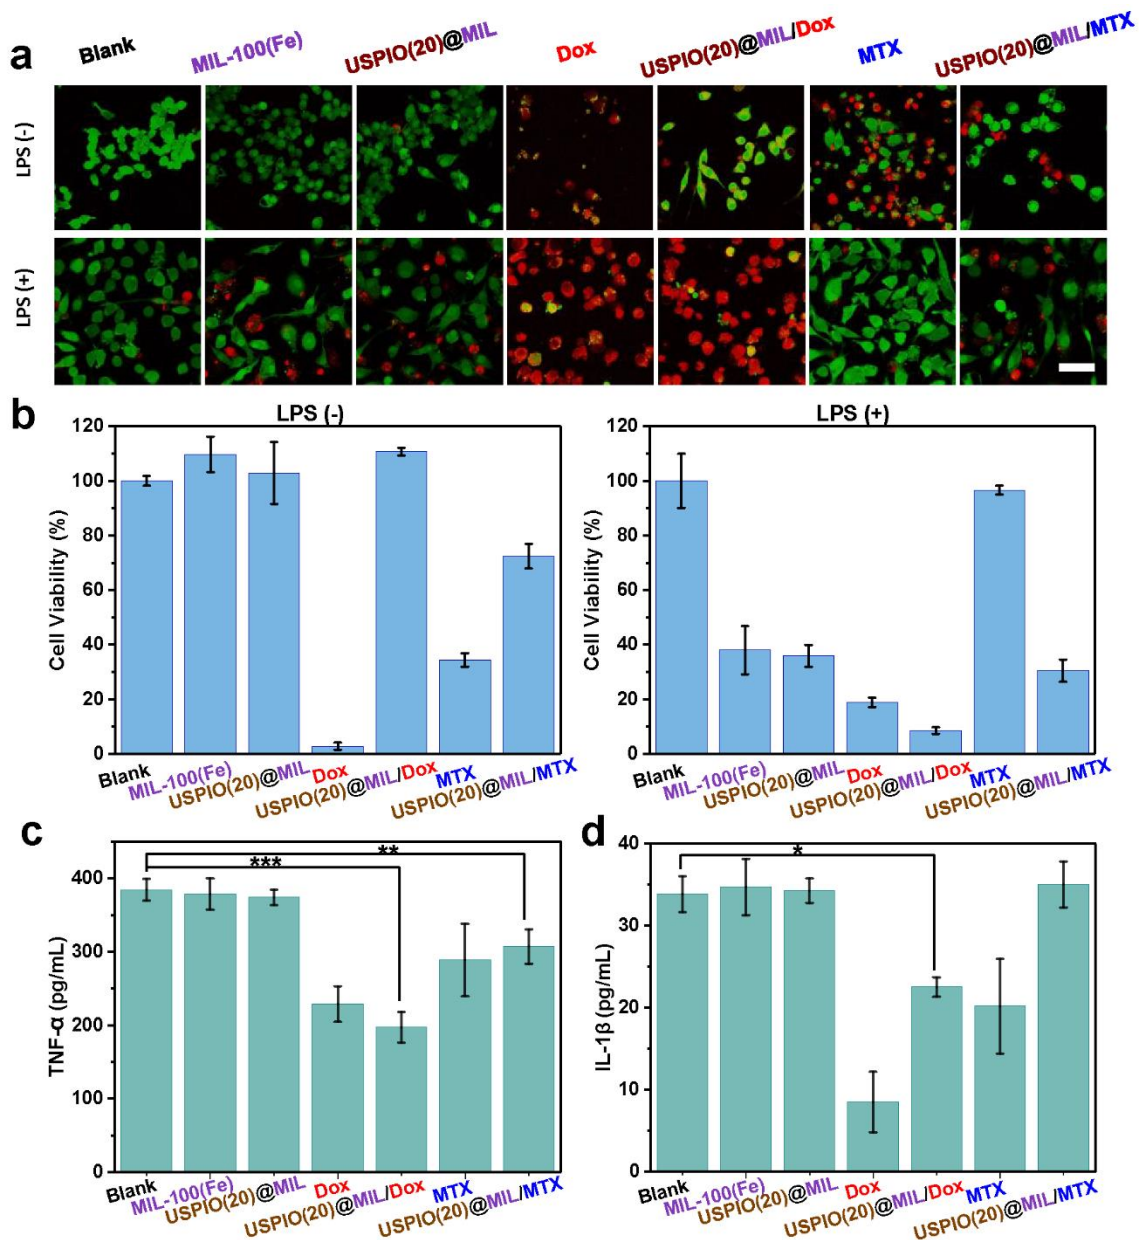 a
Blank
MIL-100(Fe)
USPIO(20)@MIL
Dox
USPIO(20)@MIL/Dox
MTX
USPIO(20)@MIL/MTX
LPS (-)
LPS (+)
b
LPS (-)
120
100
80
60
40
20
0
Cell Viability (%)
Blank
MIL-100(Fe)
USPIO(20)@MIL
Dox
USPIO(20)@MIL/Dox
MTX
USPIO(20)@MIL/MTX
LPS (+)
120
100
80
60
40
20
0
Cell Viability (%)
Blank
MIL-100(Fe)
USPIO(20)@MIL
Dox
USPIO(20)@MIL/Dox
MTX
USPIO(20)@MIL/MTX
c
**
***
400
300
200
100
0
TNF-α (pg/mL)
Blank
MIL-100(Fe)
USPIO(20)@MIL
Dox
USPIO(20)@MIL/Dox
MTX
USPIO(20)@MIL/MTX
d
*
40
30
20
10
0
IL-1β (pg/mL)
Blank
MIL-100(Fe)
USPIO(20)@MIL
Dox
USPIO(20)@MIL/Dox
MTX
USPIO(20)@MIL/MTX